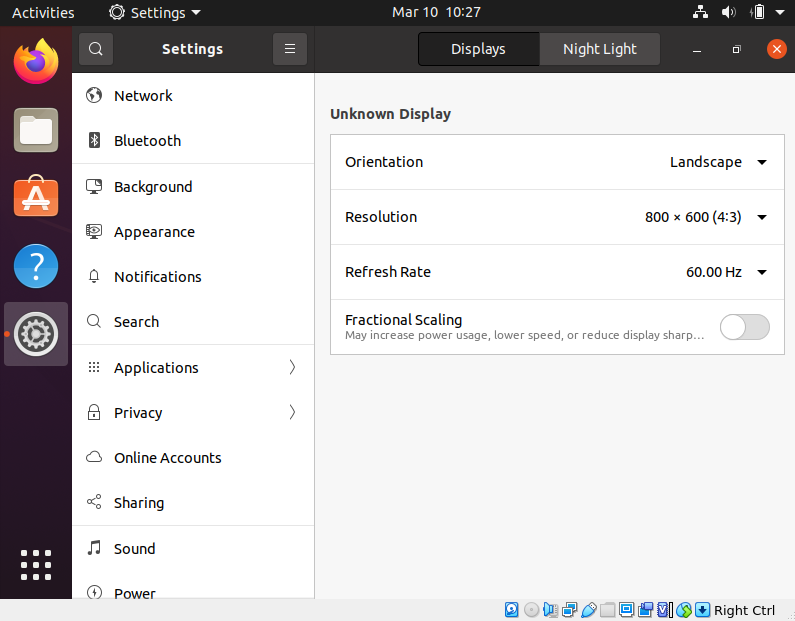 Activities
Settings
Mar 10 10:27
Settings
Displays
Night Light
Network
Bluetooth
Background
Appearance
Notifications
Search
Applications
Privacy
Online Accounts
Sharing
Sound
Power
Unknown Display
Orientation
Landscape
Resolution
800 × 600 (4:3)
Refresh Rate
60.00 Hz
Fractional Scaling
May increase power usage, lower speed, or reduce display sharp…
Right Ctrl